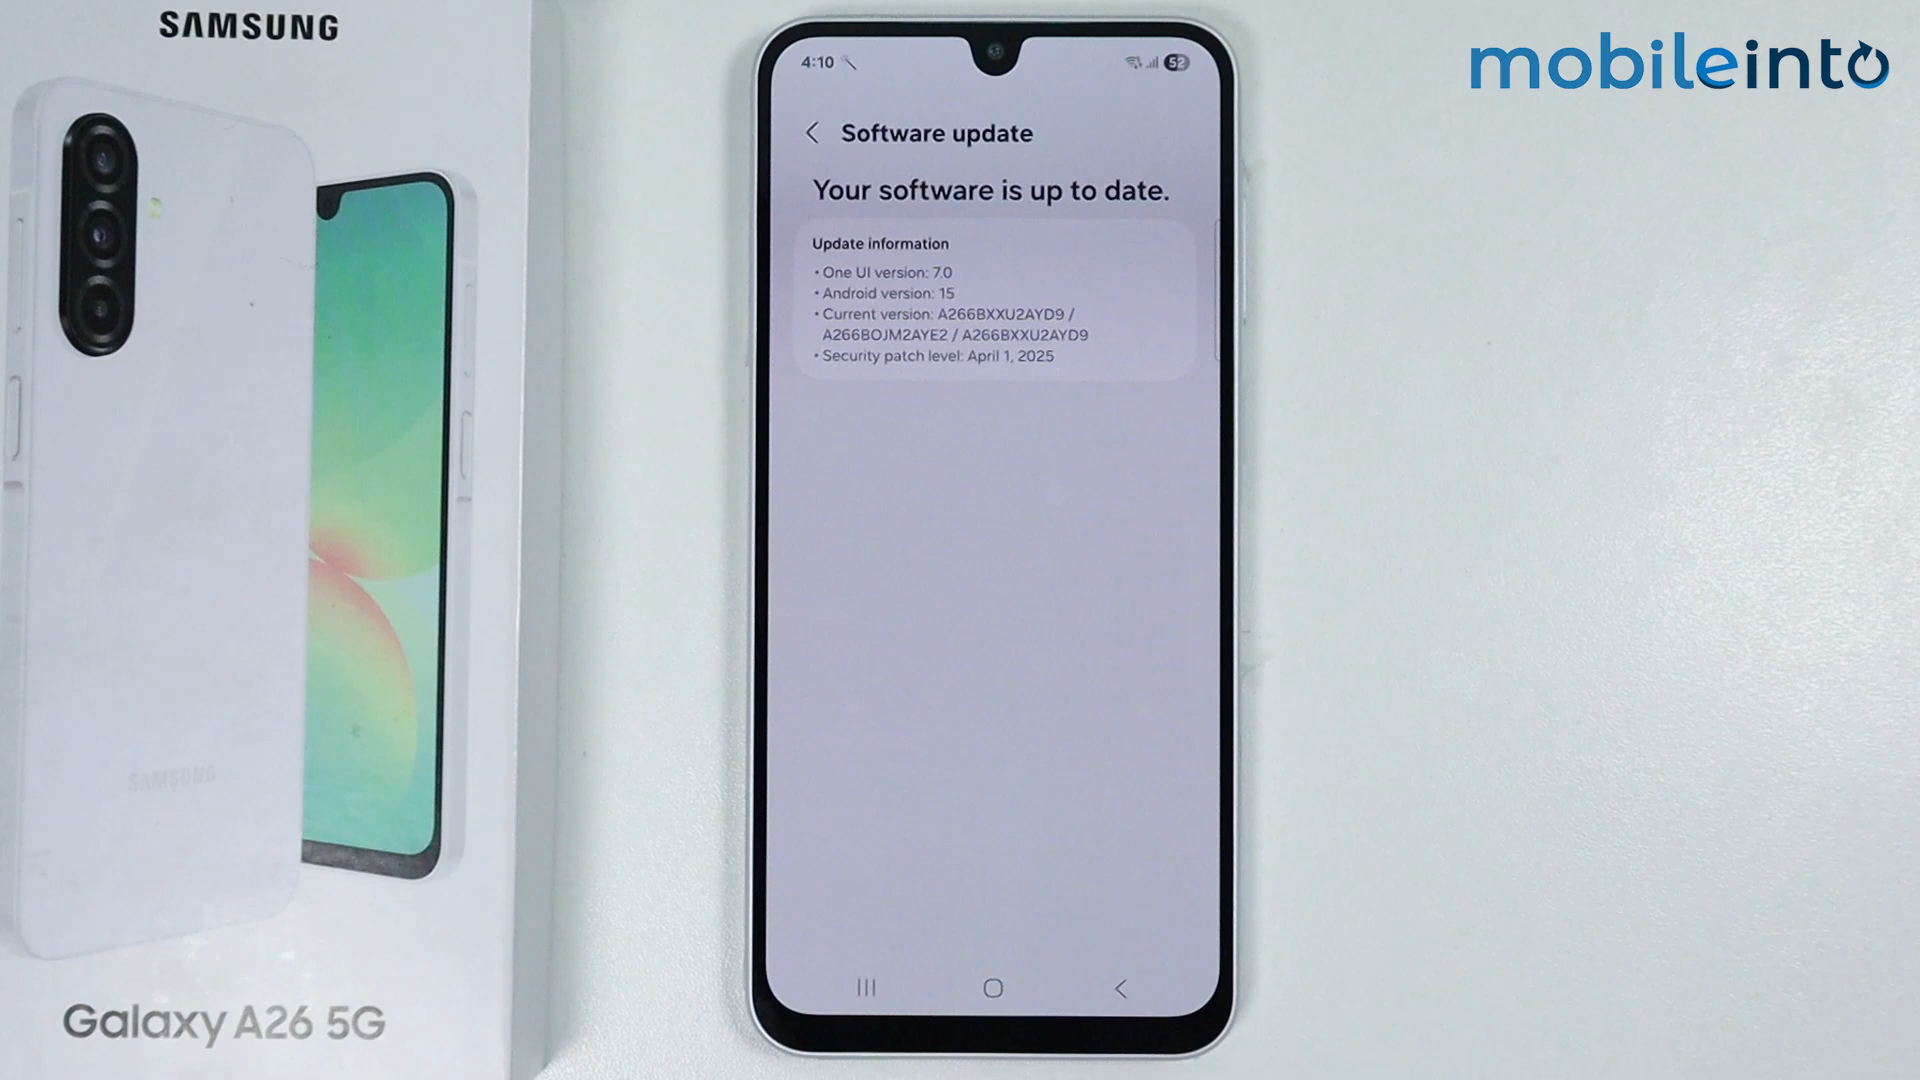 SAMSUNG
SAMSUNG
Galaxy A26 5G
4:10
52
Software update
Your software is up to date.
Update information
• One UI version: 7.0
• Android version: 15
• Current version: A266BXXU2AYD9 /
A266BOJM2AYE2 / A266BXXU2AYD9
• Security patch level: April 1, 2025
mobileinto